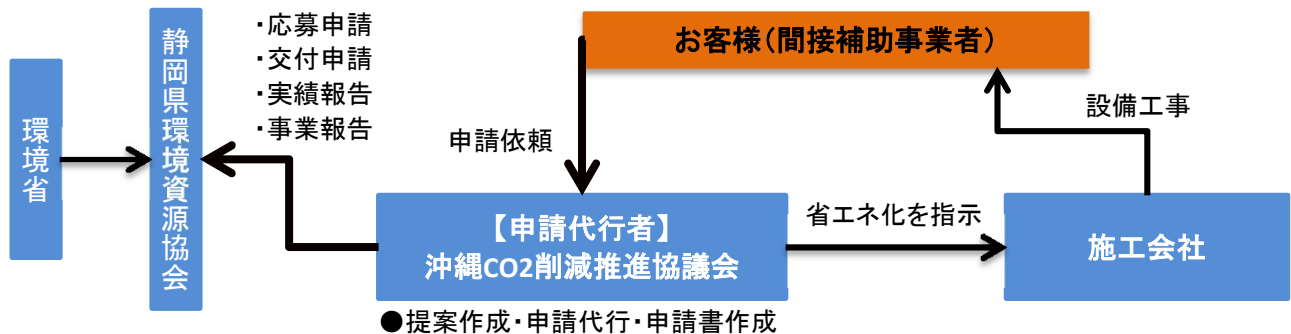 環境省
静岡県環境資源協会
・応募申請
・交付申請
・実績報告
・事業報告
お客様(間接補助事業者)
申請依頼
設備工事
【申請代行者】
沖縄CO2削減推進協議会
省エネ化を指示
施工会社
●提案作成・申請代行・申請書作成